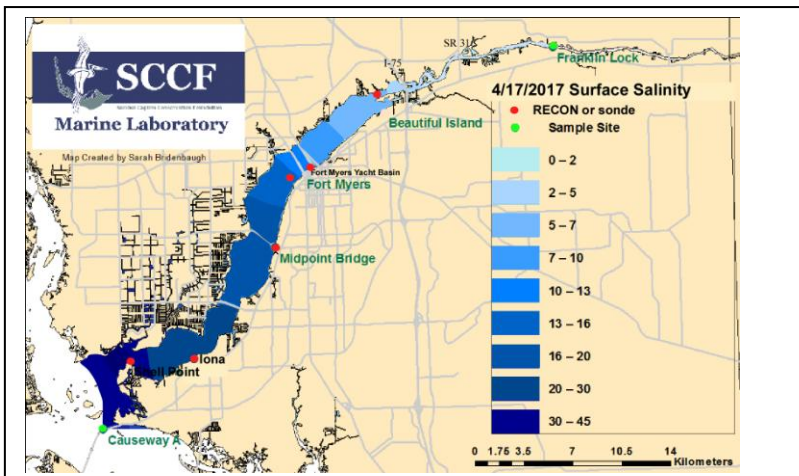 SCCF
Marine Laboratory
Map Created by Sarah Bridenbaugh
SR 31
I-75
Franklin Lock
4/17/2017 Surface Salinity
RECON or sonde
Sample Site
Beautiful Island
0 – 2
Fort Myers Yacht Basin
Fort Myers
2 – 5
5 – 7
7 – 10
Midpoint Bridge
10 – 13
13 – 16
16 – 20
Iona
Shell Point
20 – 30
30 – 45
Causeway A
0 1.75 3.5 7 10.5 14
Kilometers